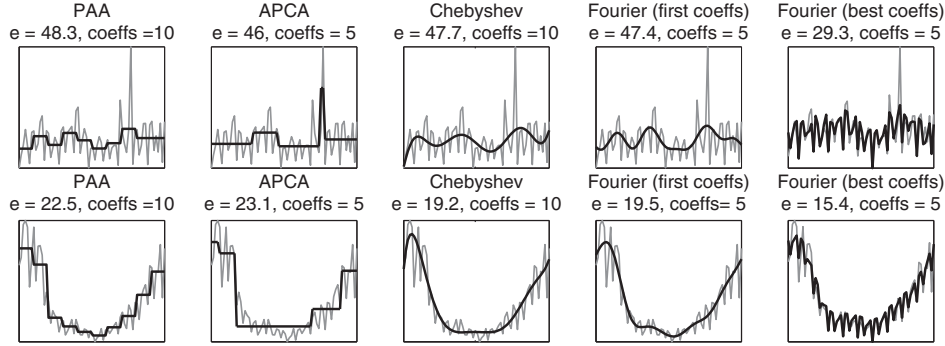 PAA
e = 48.3, coeffs =10
APCA
e = 46, coeffs = 5
Chebyshev
e = 47.7, coeffs =10
Fourier (first coeffs)
e = 47.4, coeffs = 5
Fourier (best coeffs)
e = 29.3, coeffs = 5
PAA
e = 22.5, coeffs =10
APCA
e = 23.1, coeffs = 5
Chebyshev
e = 19.2, coeffs = 10
Fourier (first coeffs)
e = 19.5, coeffs= 5
Fourier (best coeffs)
e = 15.4, coeffs = 5